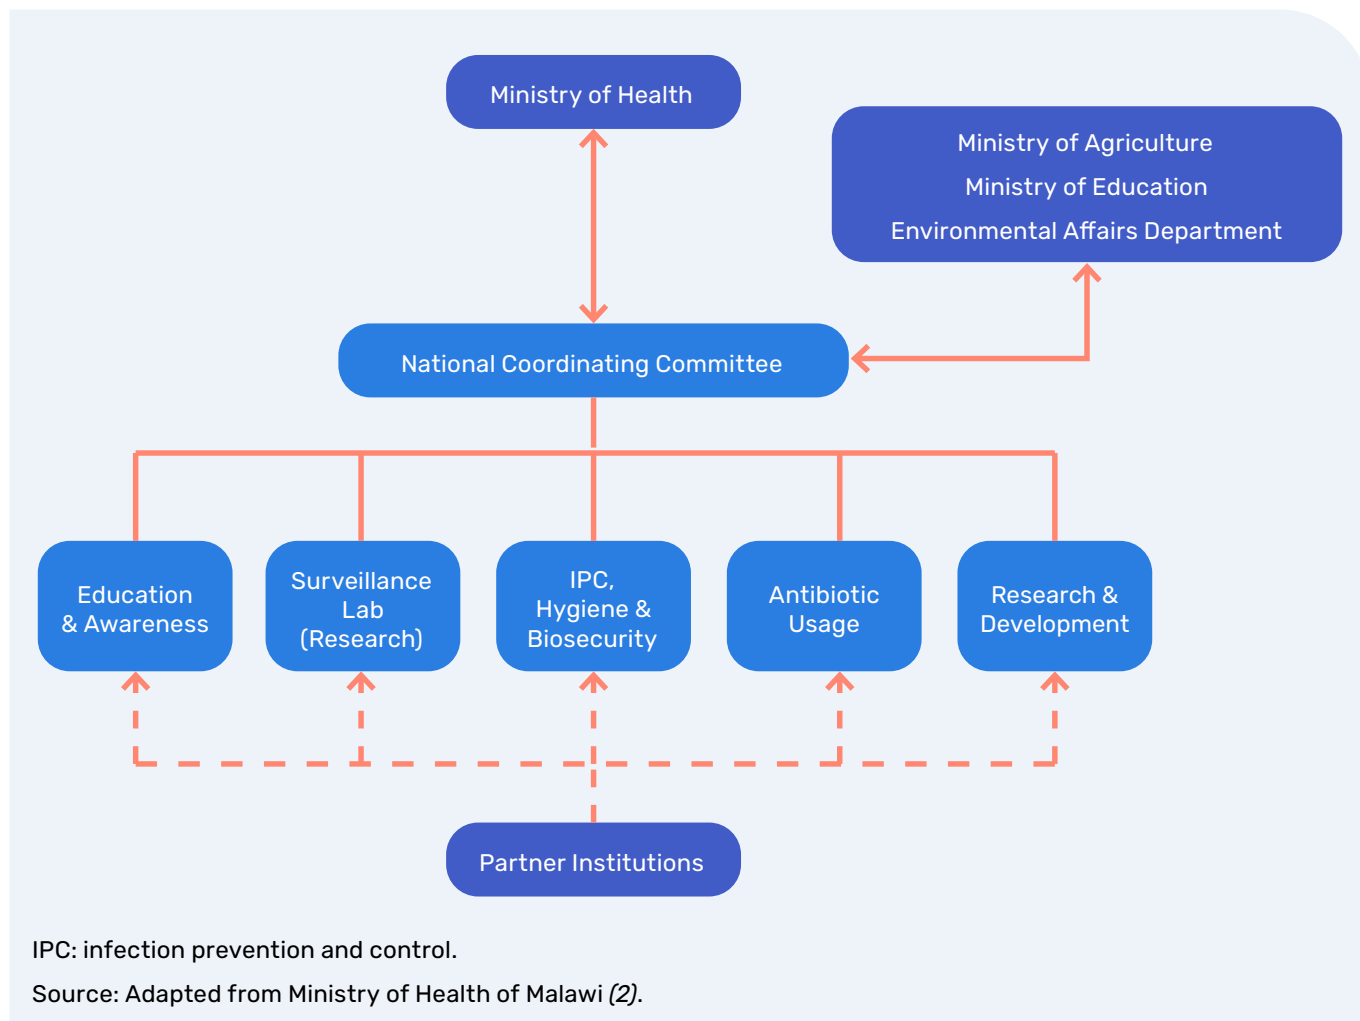 Ministry of Health
Ministry of Agriculture
Ministry of Education
Environmental Affairs Department
National Coordinating Committee
Education
& Awareness
Surveillance
Lab
(Research)
IPC,
Hygiene &
Biosecurity
Antibiotic
Usage
Research &
Development
Partner Institutions
IPC: infection prevention and control.
Source: Adapted from Ministry of Health of Malawi (2).